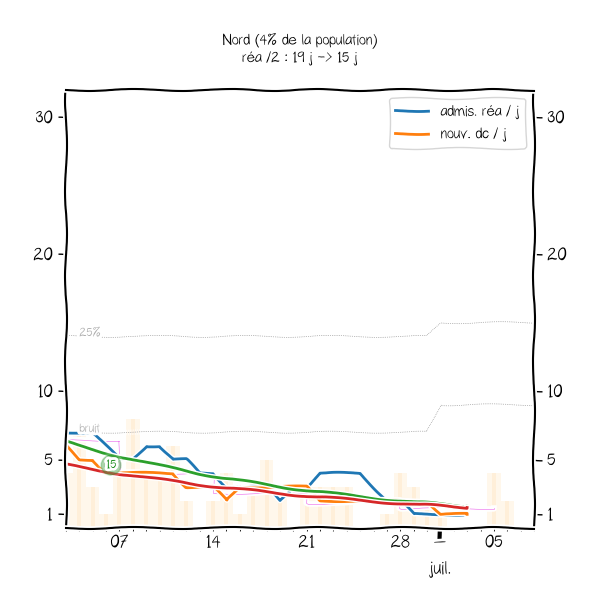 Nord (4% de la population)
réa /2 : 19 j -> 15 j
admis. réa / j
nouv. dc / j
30 30
20 20
25%
10 10
bruit
5 15 5
1 1
07 14 21 28 1 05
juil.